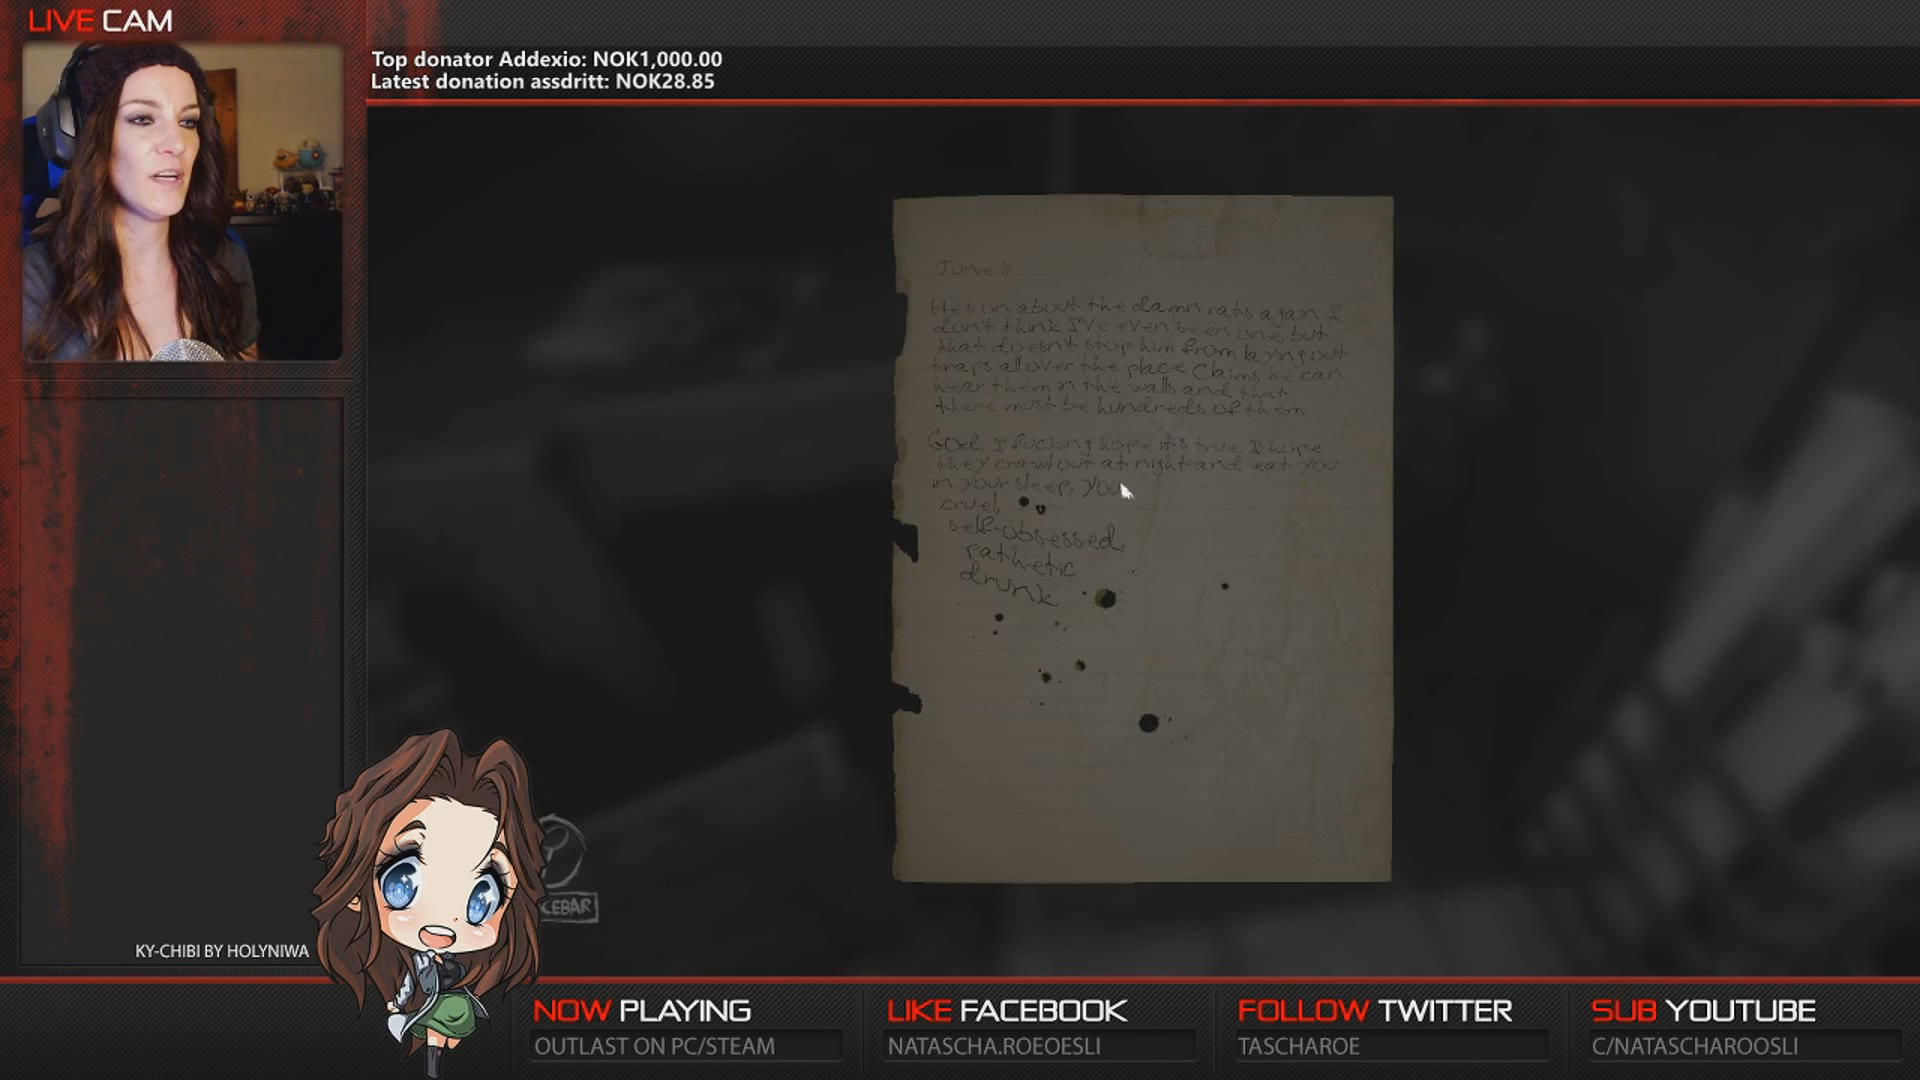 LIVE CAM
Top donator Addexio: NOK1,000.00
Latest donation assdritt: NOK28.85
June 8
He's on about the damn rats again I
don't think I've even seen one, but
that doesn't stop him from laying out
traps all over the place Claims he can
hear them in the walls and that
there must be hundreds of them
God, I fucking hope it's true I hope
they crawl out at night and eat you
in your sleep, you
cruel,
self-obsessed,
pathetic
drunk
CEBAR
KY-CHIBI BY HOLYNIWA
NOW PLAYING
OUTLAST ON PC/STEAM
LIKE FACEBOOK
NATASCHA.ROEOESLI
FOLLOW TWITTER
TASCHAROE
SUB YOUTUBE
C/NATASCHAROOSLI